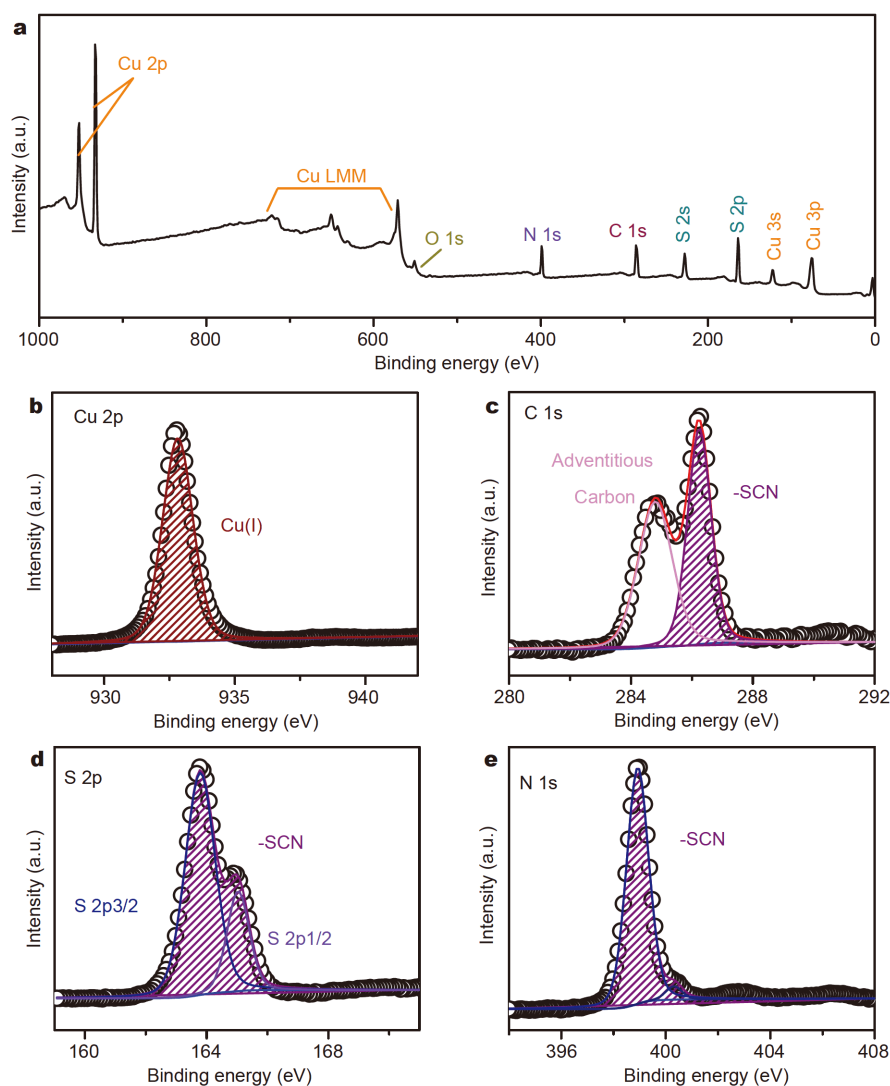 a
Cu 2p
Cu LMM
O 1s
N 1s
C 1s
S 2s
S 2p
Cu 3s
Cu 3p
Intensity (a.u.)
1000 800 600 400 200 0
Binding energy (eV)
b
Cu 2p
Cu(I)
Intensity (a.u.)
930 935 940
Binding energy (eV)
c
C 1s
Adventitious
Carbon
-SCN
Intensity (a.u.)
280 284 288 292
Binding energy (eV)
d
S 2p
-SCN
S 2p3/2
S 2p1/2
Intensity (a.u.)
160 164 168
Binding energy (eV)
e
N 1s
-SCN
Intensity (a.u.)
396 400 404 408
Binding energy (eV)